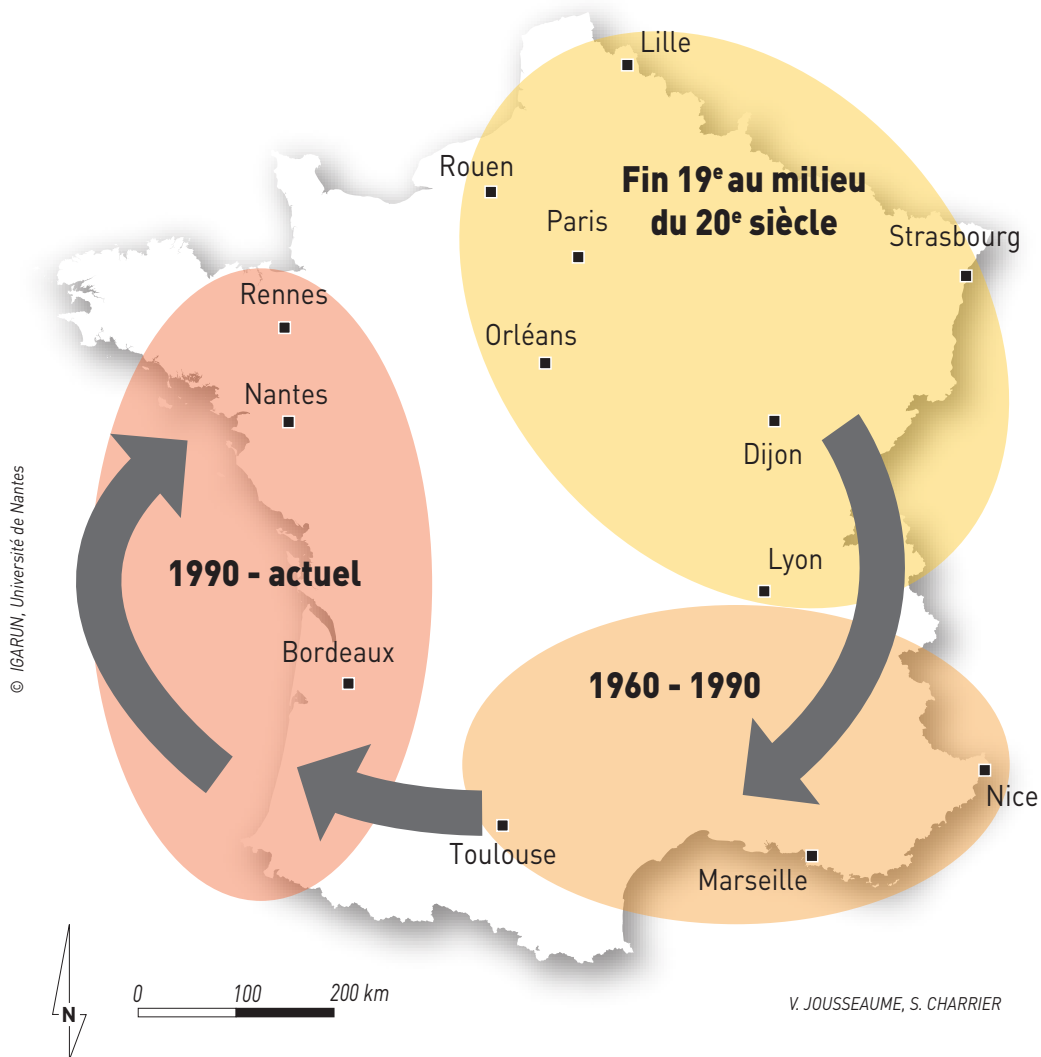 Lille
Rouen
Fin 19e au milieu
du 20e siècle
Paris
Strasbourg
Rennes
Orléans
Nantes
Dijon
© IGARUN, Université de Nantes
Lyon
1990 - actuel
Bordeaux
1960 - 1990
Nice
Toulouse
Marseille
N
0 100 200 km
V. JOUSSEAUME, S. CHARRIER